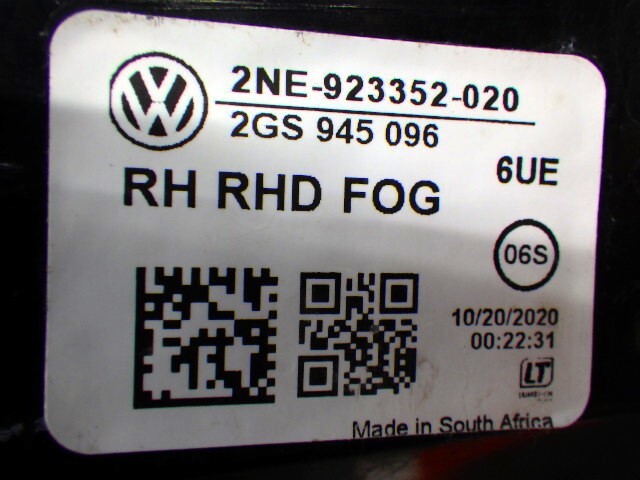 2NE-923352-020
2GS 945 096
6UE
RH RHD FOG
06S
10/20/2020
00:22:31
LT
Made in South Africa